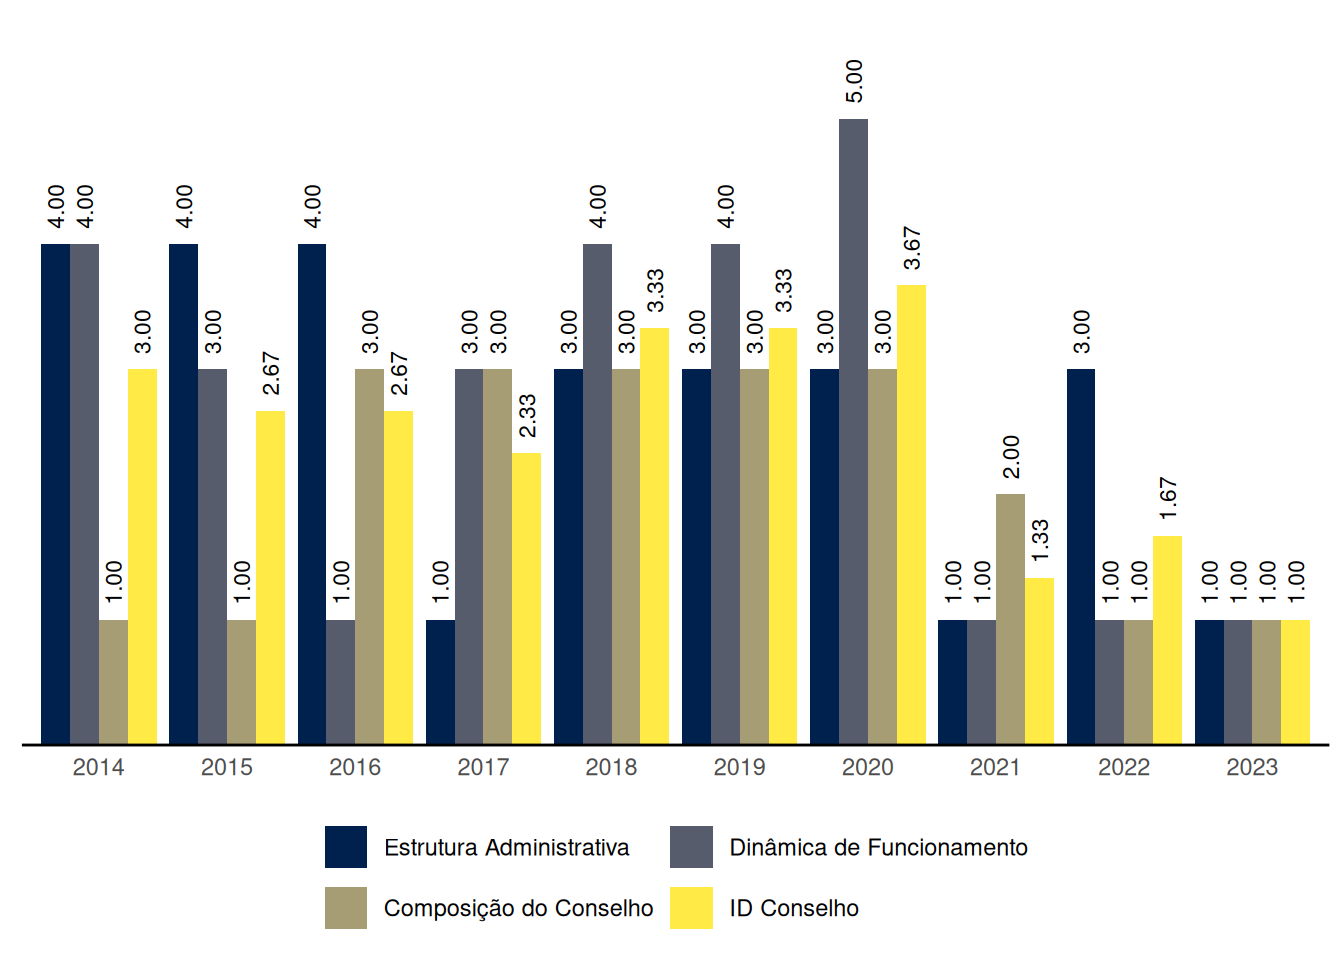 5.00
4.00 4.00 4.00 4.00 4.00 4.00
3.67
3.00 3.00 3.00 3.00 3.00 3.00 3.00 3.33 3.00 3.00 3.33 3.00 3.00 3.00
2.67 2.67
2.33
2.00
1.67
1.33
1.00 1.00 1.00 1.00 1.00 1.00 1.00 1.00 1.00 1.00 1.00 1.00
2014 2015 2016 2017 2018 2019 2020 2021 2022 2023
Estrutura Administrativa Dinâmica de Funcionamento
Composição do Conselho ID Conselho